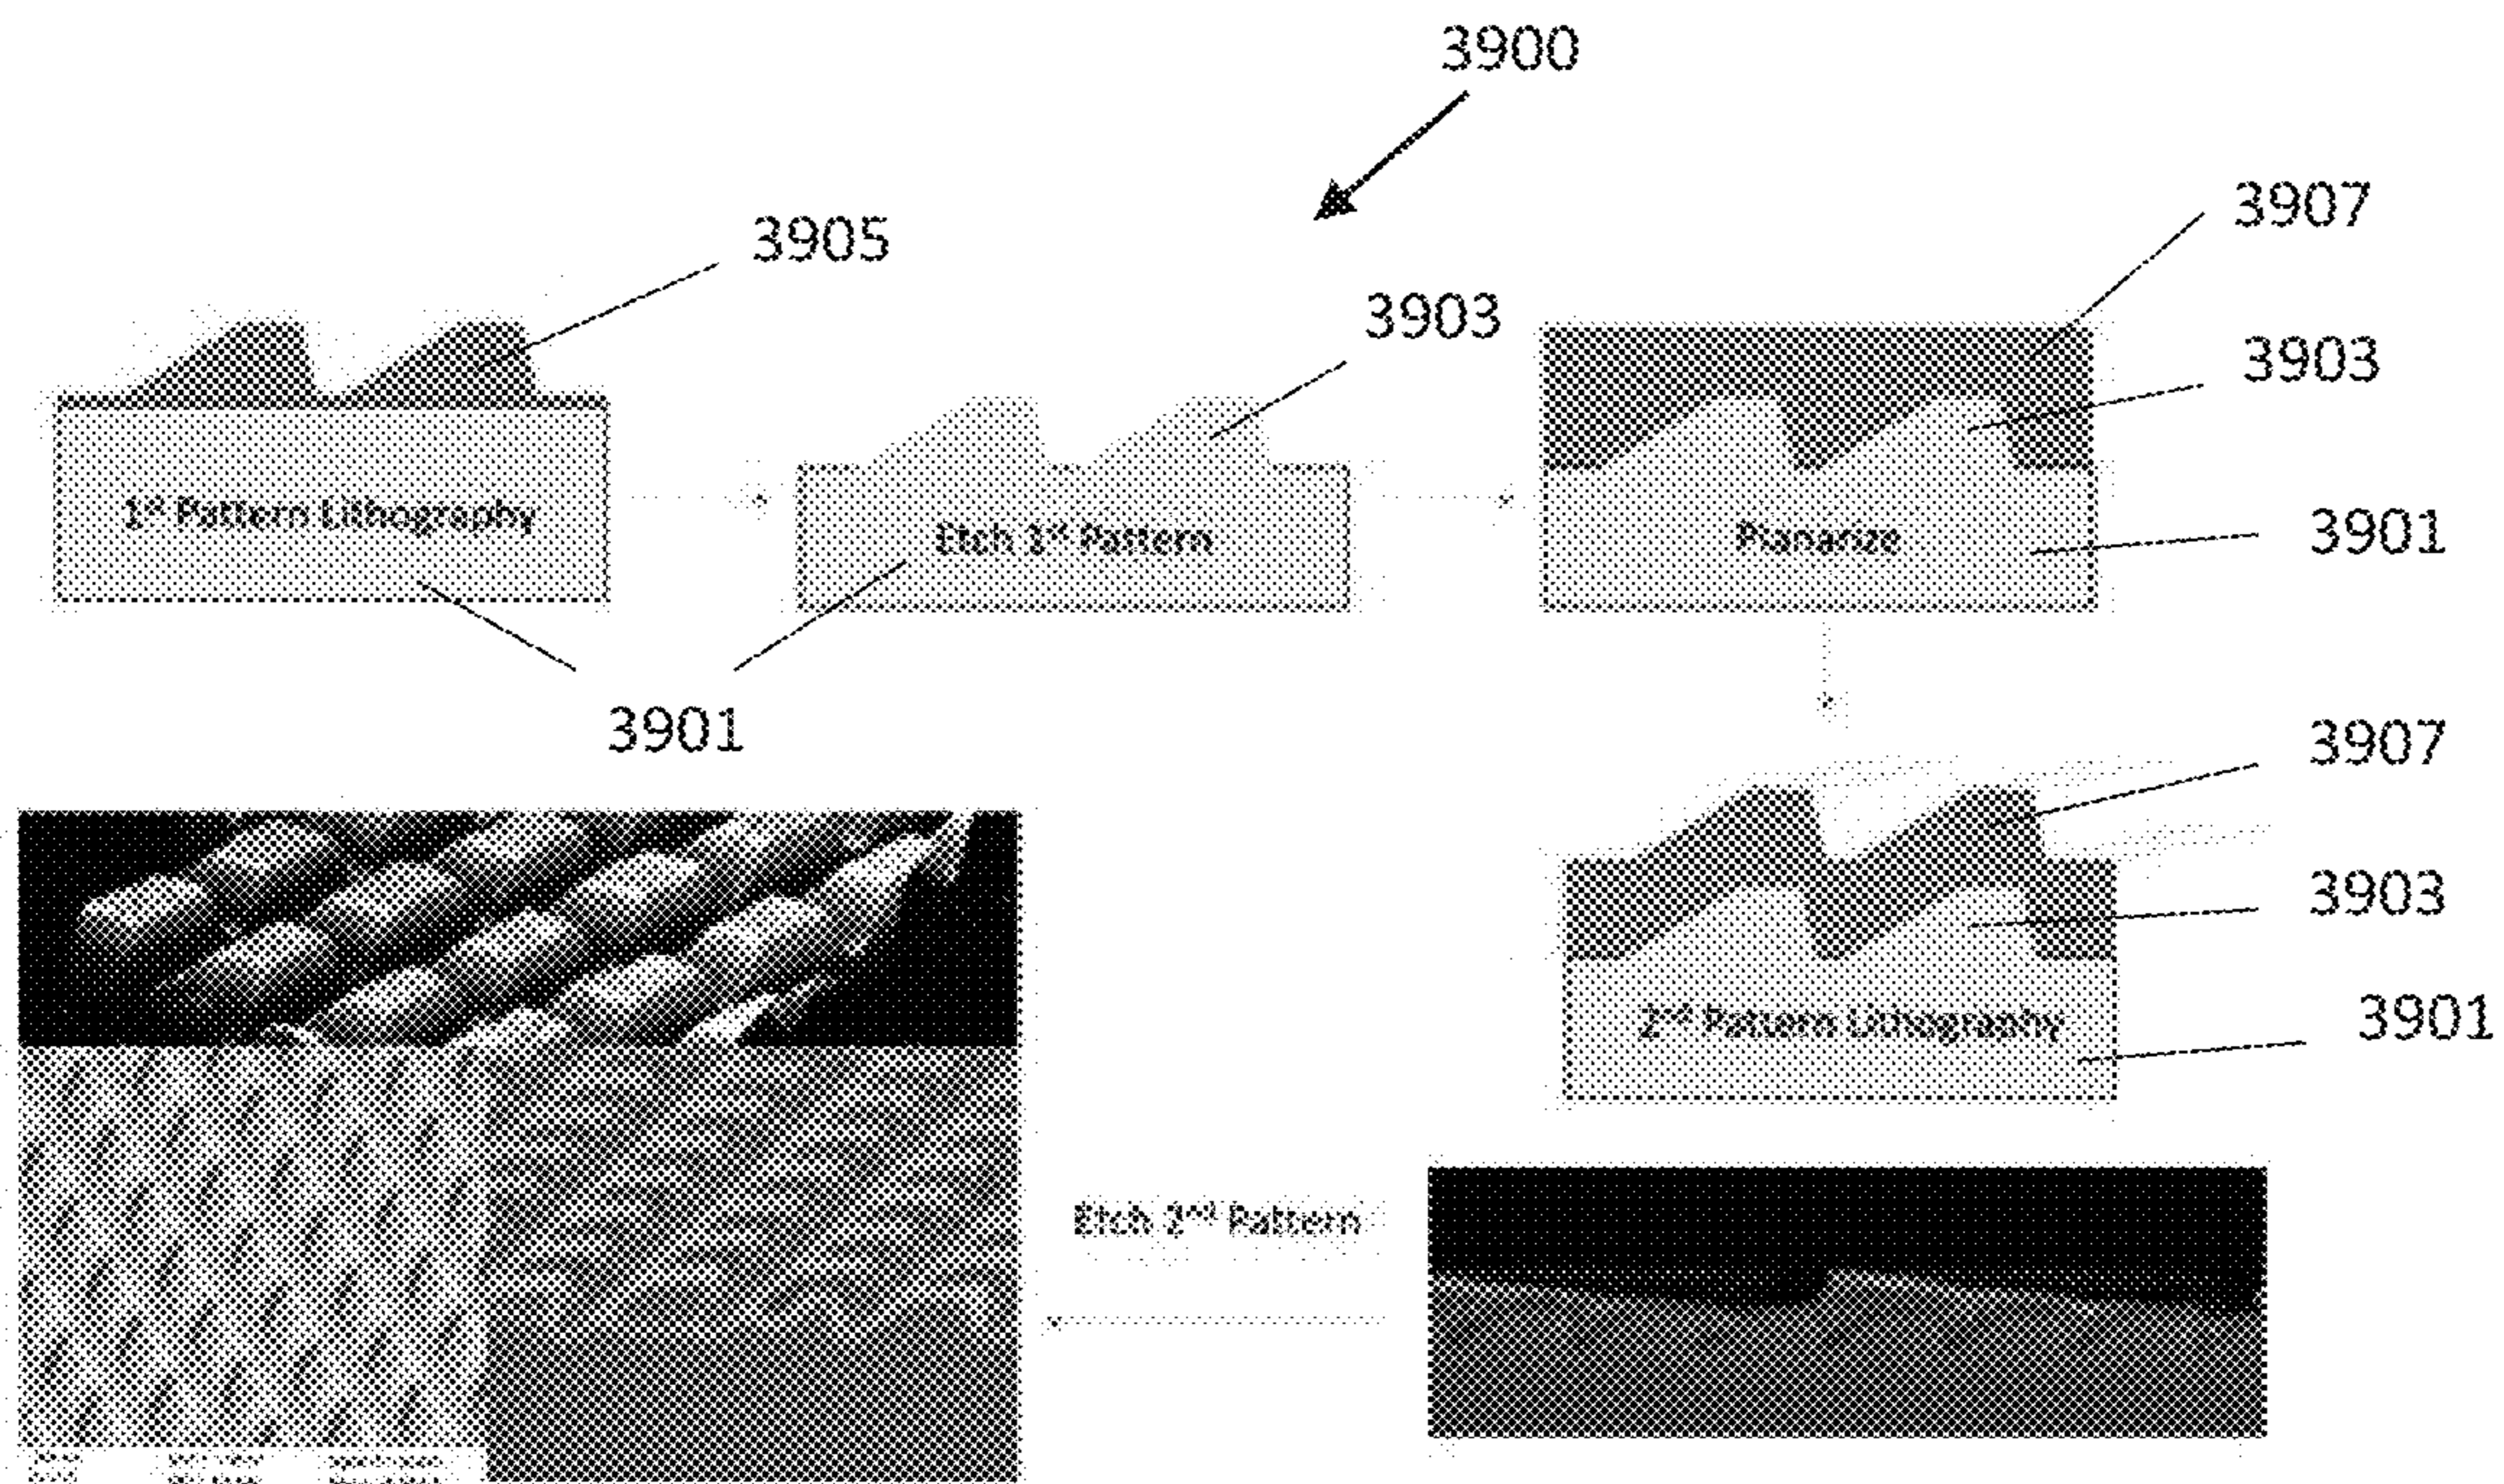 3900
3907
3905
3903
3903
1st Pattern Lithography
Etch 1st Pattern
Planarize
3901
3901
3907
3903
2nd Pattern Lithography
3901
Etch 2nd Pattern